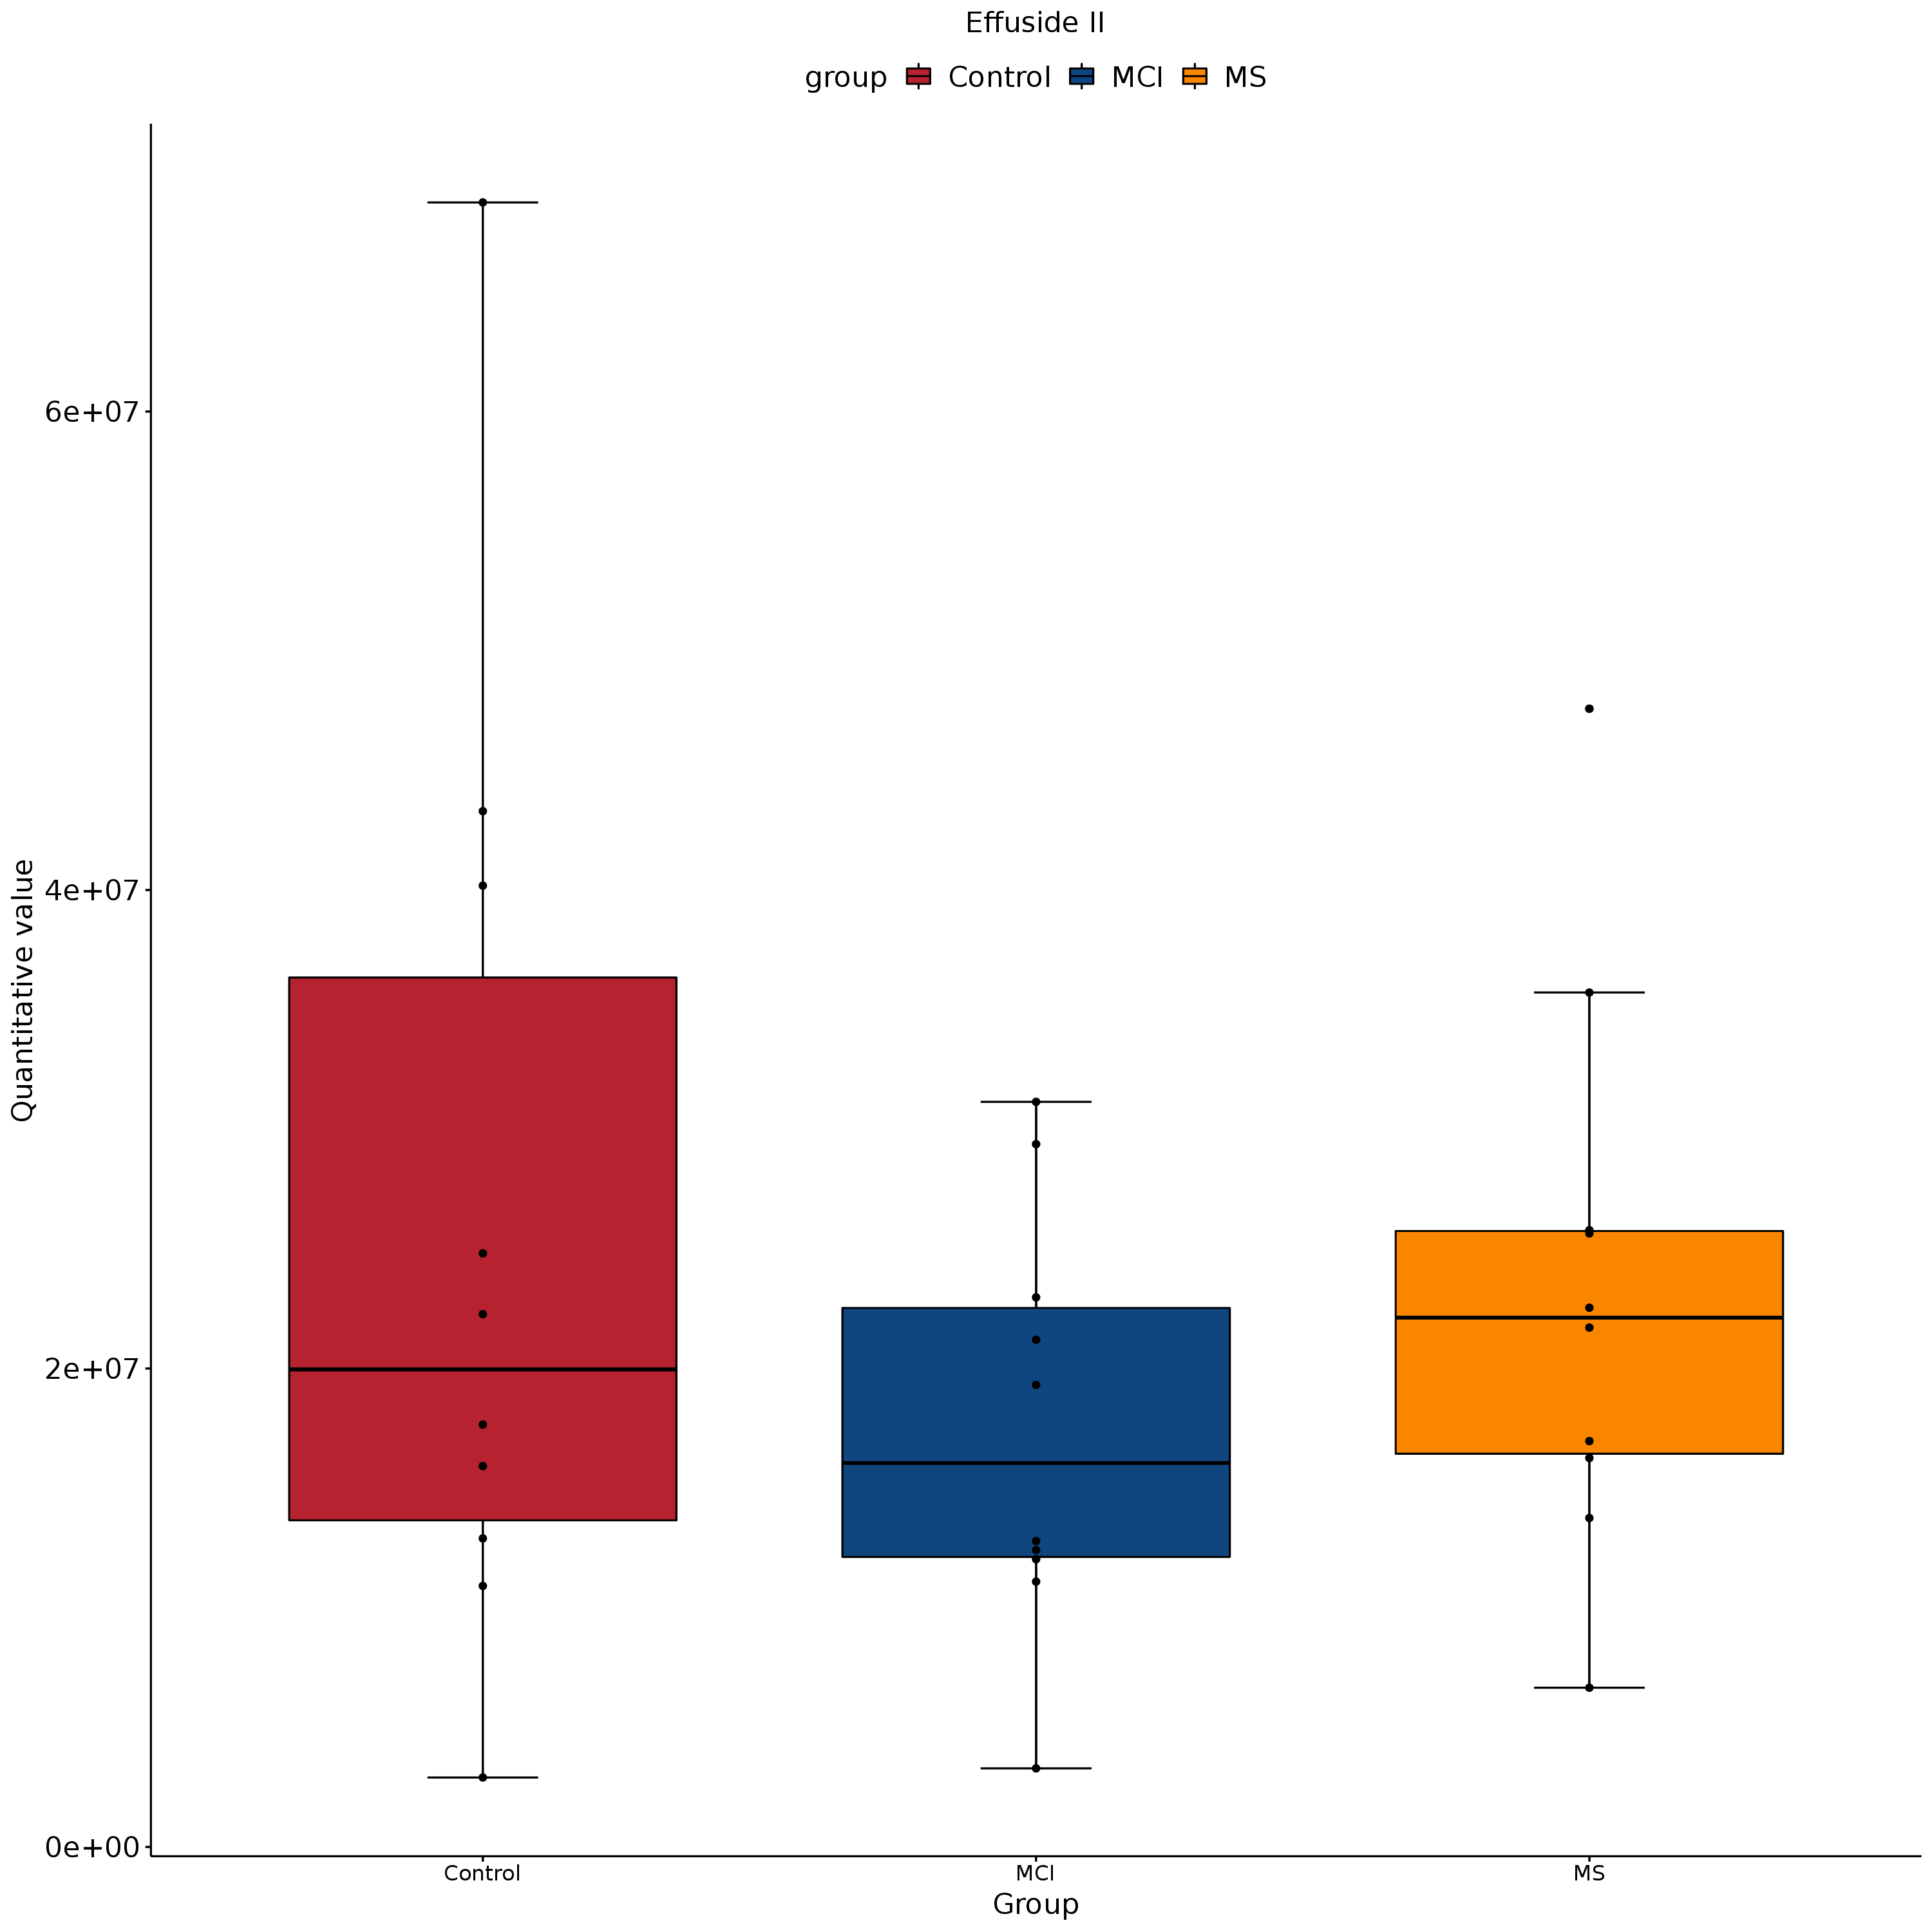 Effuside II
group Control MCI MS
Quantitative value
6e+07
4e+07
2e+07
0e+00
Control MCI MS
Group